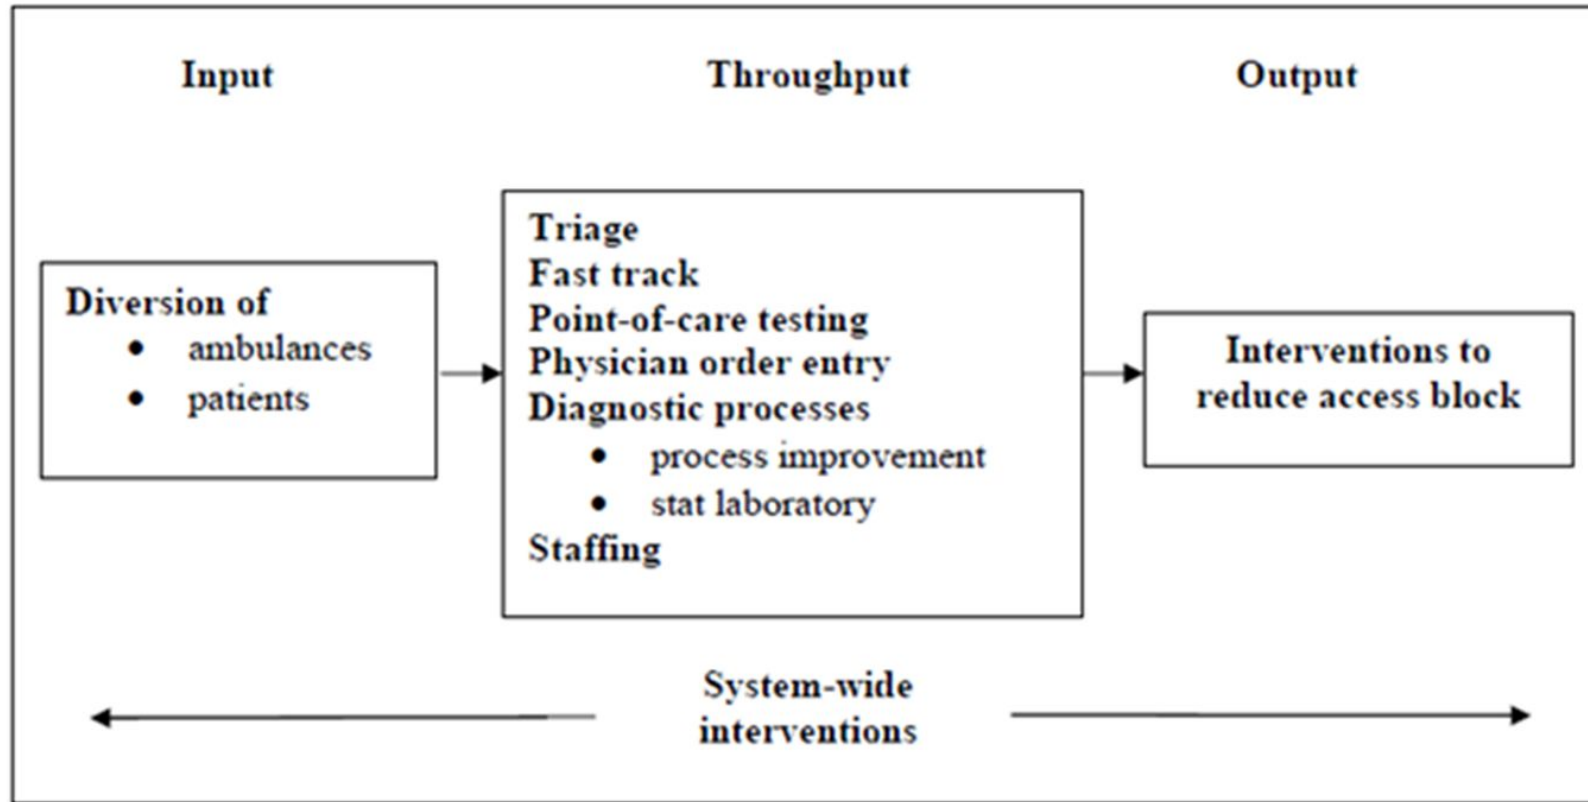 Input Throughput Output
Diversion of
• ambulances
• patients
Triage
Fast track
Point-of-care testing
Physician order entry
Diagnostic processes
• process improvement
• stat laboratory
Staffing
Interventions to
reduce access block
System-wide
interventions